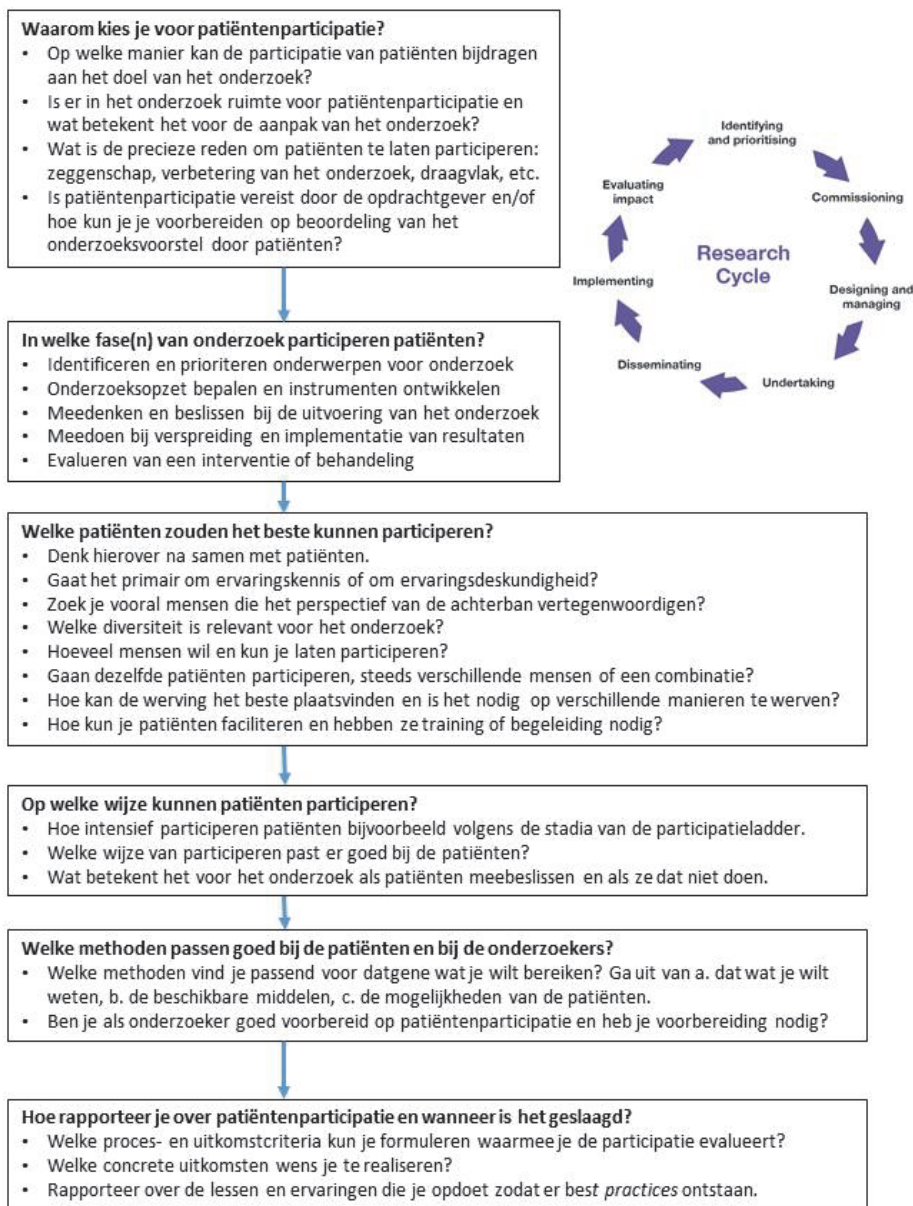 Waarom kies je voor patiëntenparticipatie?
• Op welke manier kan de participatie van patiënten bijdragen
aan het doel van het onderzoek?
• Is er in het onderzoek ruimte voor patiëntenparticipatie en
wat betekent het voor de aanpak van het onderzoek?
• Wat is de precieze reden om patiënten te laten participeren:
zeggenschap, verbetering van het onderzoek, draagvlak, etc.
• Is patiëntenparticipatie vereist door de opdrachtgever en/of
hoe kun je je voorbereiden op beoordeling van het
onderzoeksvoorstel door patiënten?
Identifying
and prioritising
Commissioning
Designing and
managing
Undertaking
Disseminating
Implementing
Evaluating
impact
Research
Cycle
In welke fase(n) van onderzoek participeren patiënten?
• Identificeren en prioriteren onderwerpen voor onderzoek
• Onderzoeksopzet bepalen en instrumenten ontwikkelen
• Meedenken en beslissen bij de uitvoering van het onderzoek
• Meedoen bij verspreiding en implementatie van resultaten
• Evalueren van een interventie of behandeling
Welke patiënten zouden het beste kunnen participeren?
• Denk hierover na samen met patiënten.
• Gaat het primair om ervaringskennis of om ervaringsdeskundigheid?
• Zoek je vooral mensen die het perspectief van de achterban vertegenwoordigen?
• Welke diversiteit is relevant voor het onderzoek?
• Hoeveel mensen wil en kun je laten participeren?
• Gaan dezelfde patiënten participeren, steeds verschillende mensen of een combinatie?
• Hoe kan de werving het beste plaatsvinden en is het nodig op verschillende manieren te werven?
• Hoe kun je patiënten faciliteren en hebben ze training of begeleiding nodig?
Op welke wijze kunnen patiënten participeren?
• Hoe intensief participeren patiënten bijvoorbeeld volgens de stadia van de participatieladder.
• Welke wijze van participeren past er goed bij de patiënten?
• Wat betekent het voor het onderzoek als patiënten meebeslissen en als ze dat niet doen.
Welke methoden passen goed bij de patiënten en bij de onderzoekers?
• Welke methoden vind je passend voor datgene wat je wilt bereiken? Ga uit van a. dat wat je wilt
weten, b. de beschikbare middelen, c. de mogelijkheden van de patiënten.
• Ben je als onderzoeker goed voorbereid op patiëntenparticipatie en heb je voorbereiding nodig?
Hoe rapporteer je over patiëntenparticipatie en wanneer is het geslaagd?
• Welke proces- en uitkomstcriteria kun je formuleren waarmee je de participatie evalueert?
• Welke concrete uitkomsten wens je te realiseren?
• Rapporteer over de lessen en ervaringen die je opdoet zodat er best practices ontstaan.